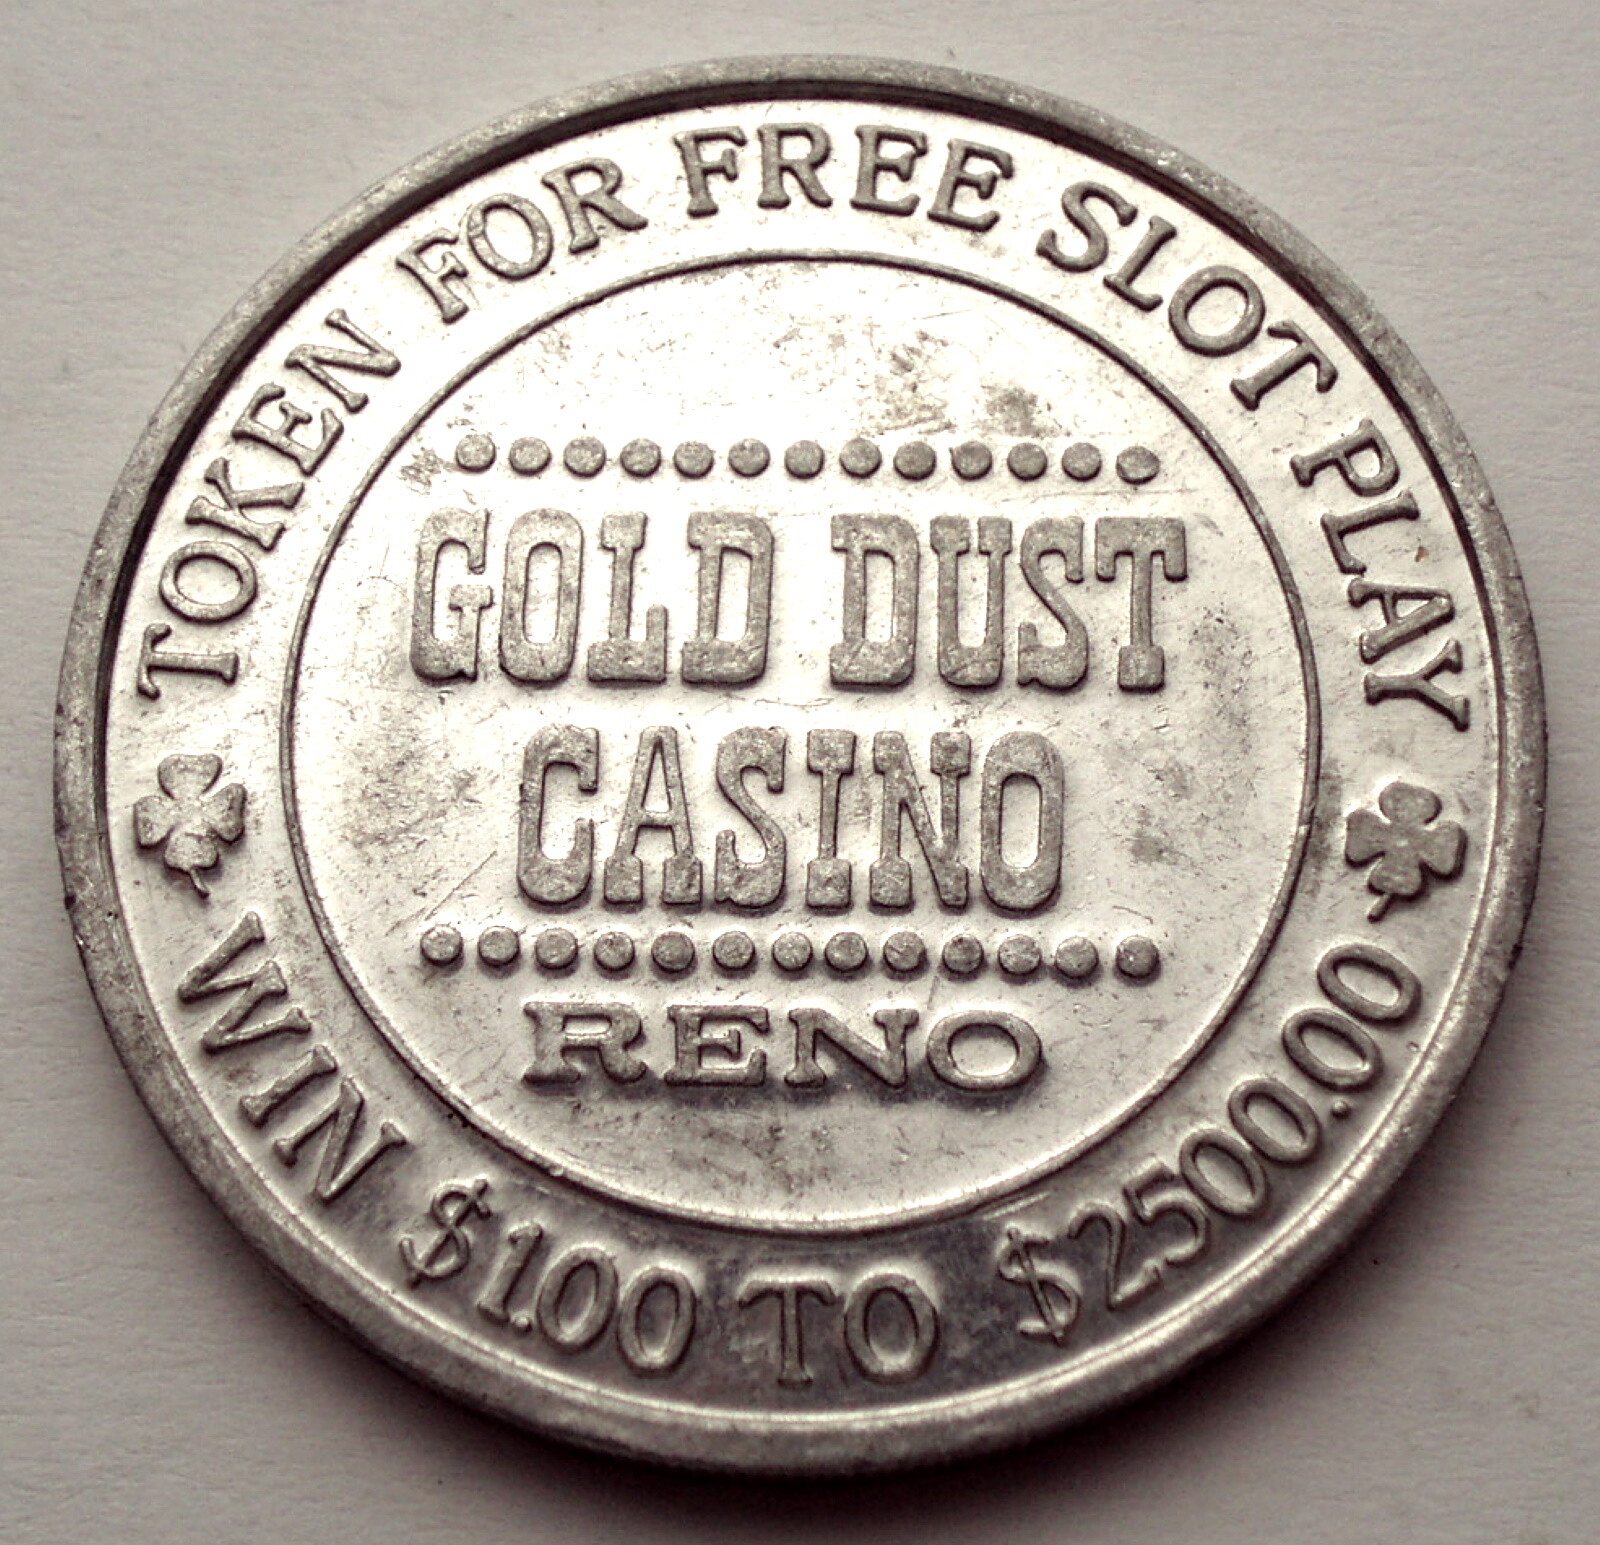 TOKEN FOR FREE SLOT PLAY
GOLD DUST
CASINO
RENO
WIN $1.00 TO $2500.00